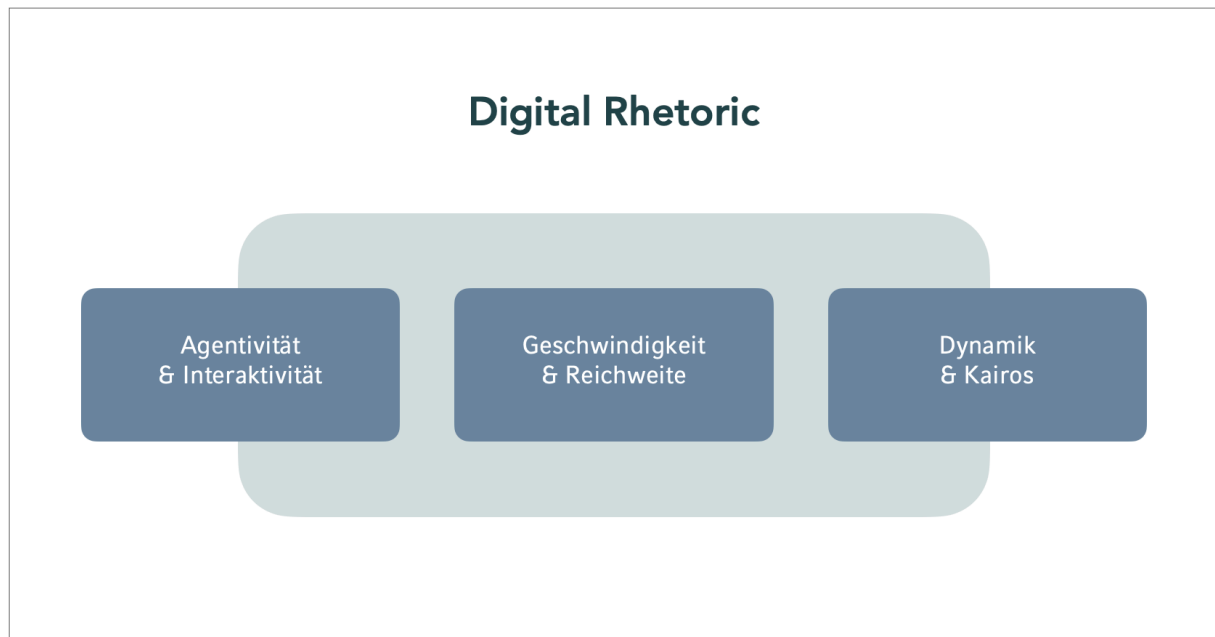 Digital Rhetoric
Agentivität
& Interaktivität
Geschwindigkeit
& Reichweite
Dynamik
& Kairos